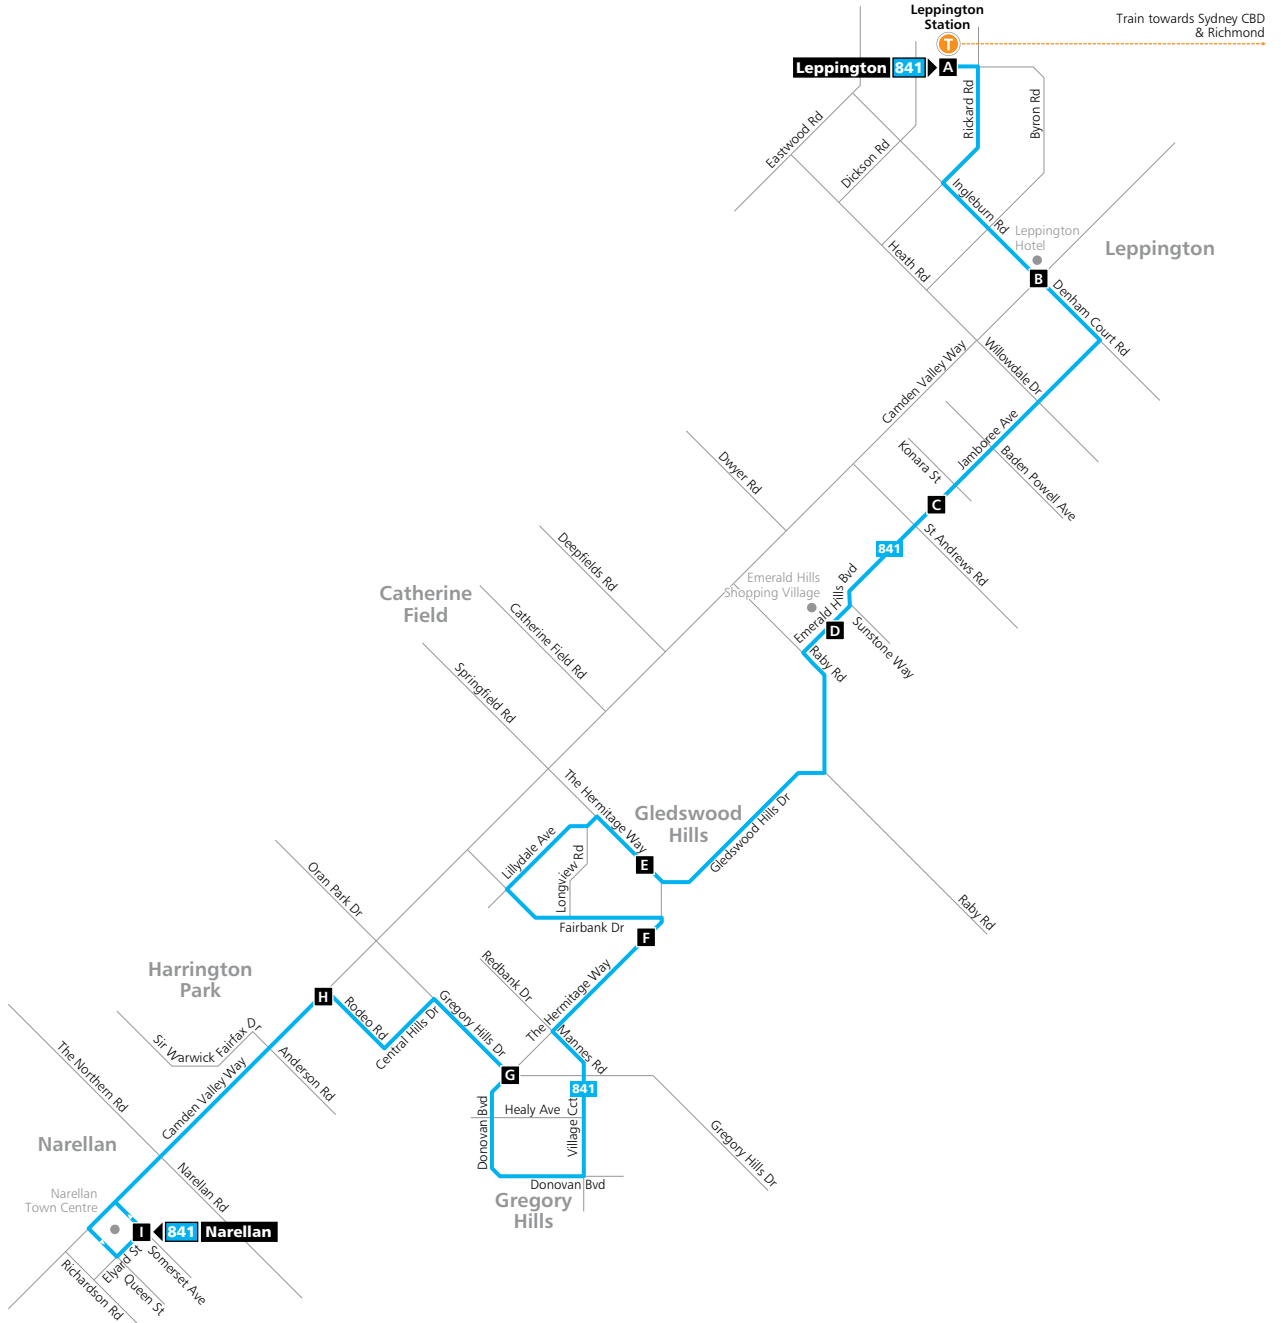 Leppington
Station
T
Train towards Sydney CBD
& Richmond
Leppington 841
A
Rickard Rd
Byron Rd
Eastwood Rd
Dickson Rd
Ingleburn Rd
Leppington
Hotel
Leppington
Heath Rd
B
Denham Court Rd
Camden Valley Way
Willowdale Dr
Jamboree Ave
Konara St
Baden Powell Ave
Dwyer Rd
C
St Andrews Rd
841
Deepfields Rd
Emerald Hills
Shopping Village
Emerald Hills Bvd
D
Sunstone Way
Raby Rd
Catherine
Field
Catherine Field Rd
Springfield Rd
The Hermitage Way
Gledswood
Hills
Gledswood Hills Dr
Lillydale Ave
Longview Rd
E
Fairbank Dr
F
Raby Rd
Oran Park Dr
Redbank Dr
The Hermitage Way
Harrington
Park
H
Rodeo Rd
Central Hills Dr
Gregory Hills Dr
Mannes Rd
G
841
Sir Warwick Fairfax Dr
Anderson Rd
The Northern Rd
Camden Valley Way
Healy Ave
Donovan Bvd
Village Cct
Gregory Hills Dr
Narellan
Narellan Rd
Donovan Bvd
Gregory
Hills
Narellan
Town Centre
I
841 Narellan
Elyard St
Somerset Ave
Queen St
Richardson Rd